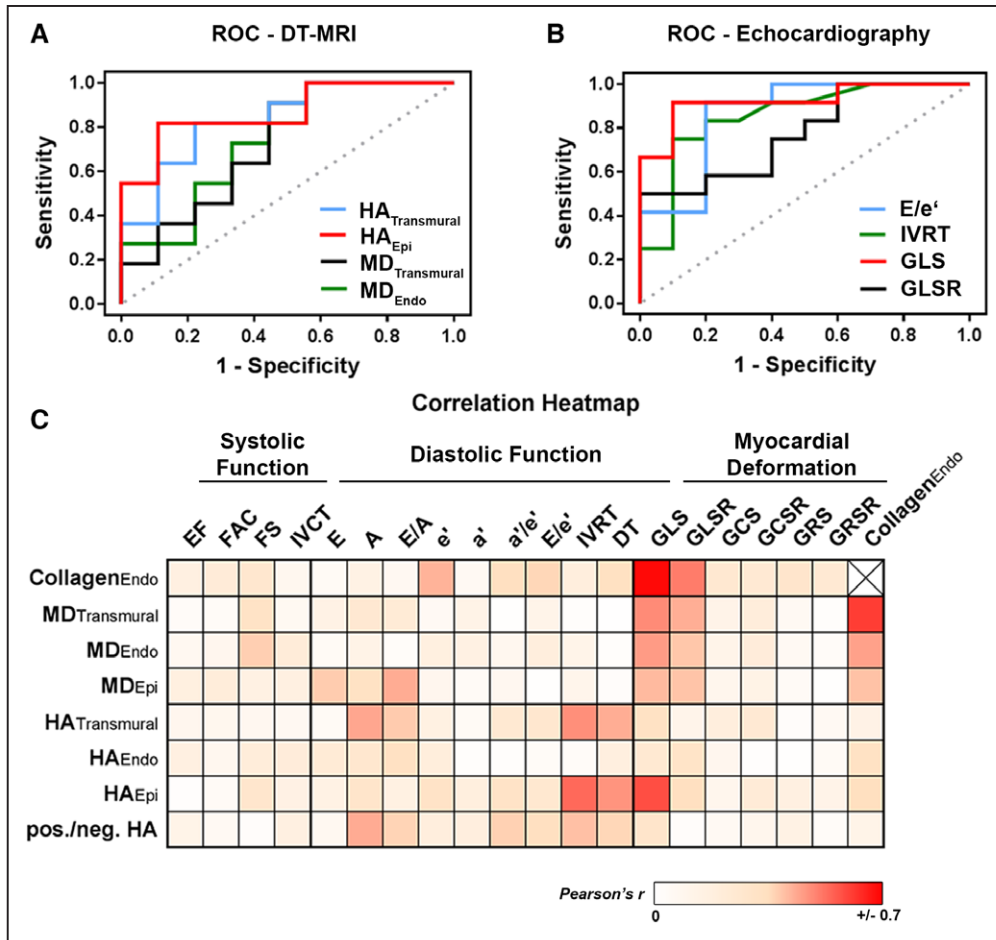 A
ROC - DT-MRI
Sensitivity
1.0
0.8
0.6
0.4
0.2
0.0
0.0 0.2 0.4 0.6 0.8 1.0
1 - Specificity
HATransmural
HAEpi
MDTransmural
MDEndo
B
ROC - Echocardiography
Sensitivity
1.0
0.8
0.6
0.4
0.2
0.0
0.0 0.2 0.4 0.6 0.8 1.0
1 - Specificity
E/e‘
IVRT
GLS
GLSR
C
Correlation Heatmap
Systolic
Function
Diastolic Function
Myocardial
Deformation
EF FAC FS IVCT E A E/A e' a' a'/e' E/e' IVRT DT GLS GLSR GCS GCSR GRS GRSR CollagenEndo
CollagenEndo
MDTransmural
MDEndo
MDEpi
HATransmural
HAEndo
HAEpi
pos./neg. HA
Pearson's r
0 +/- 0.7